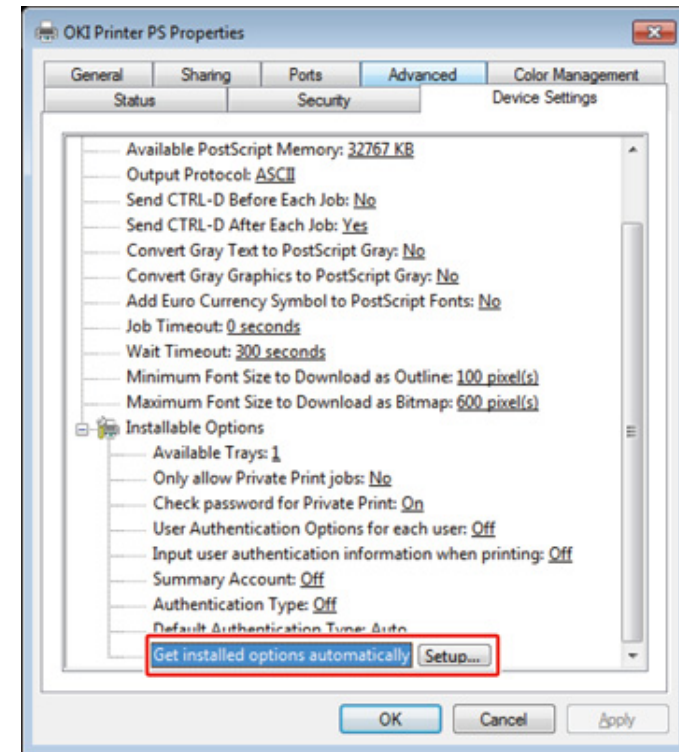 OKI Printer PS Properties
General Sharing Ports Advanced Color Management
Status Security Device Settings
Available PostScript Memory: 32767 KB
Output Protocol: ASCII
Send CTRL-D Before Each Job: No
Send CTRL-D After Each Job: Yes
Convert Gray Text to PostScript Gray: No
Convert Gray Graphics to PostScript Gray: No
Add Euro Currency Symbol to PostScript Fonts: No
Job Timeout: 0 seconds
Wait Timeout: 300 seconds
Minimum Font Size to Download as Outline: 100 pixel(s)
Maximum Font Size to Download as Bitmap: 600 pixel(s)
Installable Options
Available Trays: 1
Only allow Private Print jobs: No
Check password for Private Print: On
User Authentication Options for each user: Off
Input user authentication information when printing: Off
Summary Account: Off
Authentication Type: Off
Default Authentication Type: Auto
Get installed options automatically Setup...
OK Cancel Apply